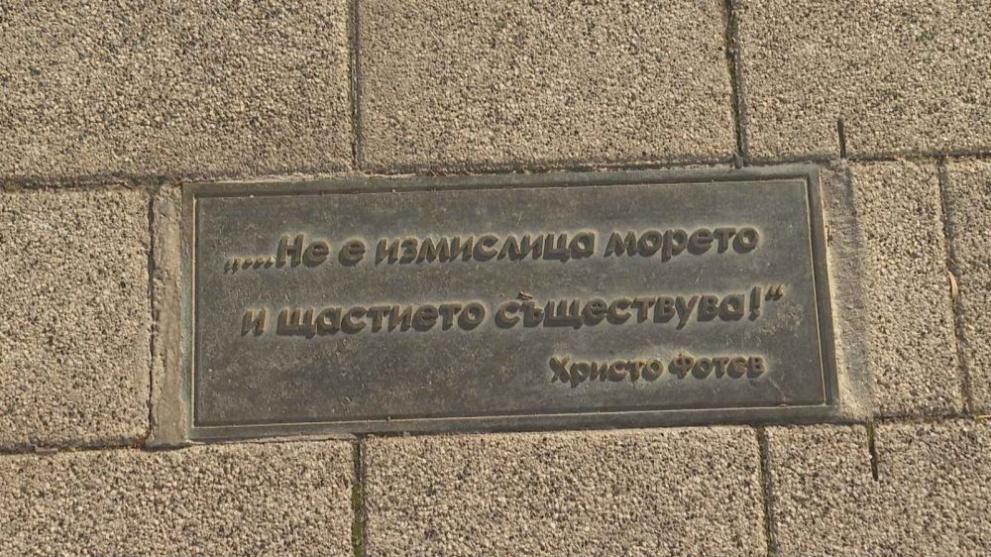 „...Не е измислица морето
и щастието съществува!“
Христо Фотев